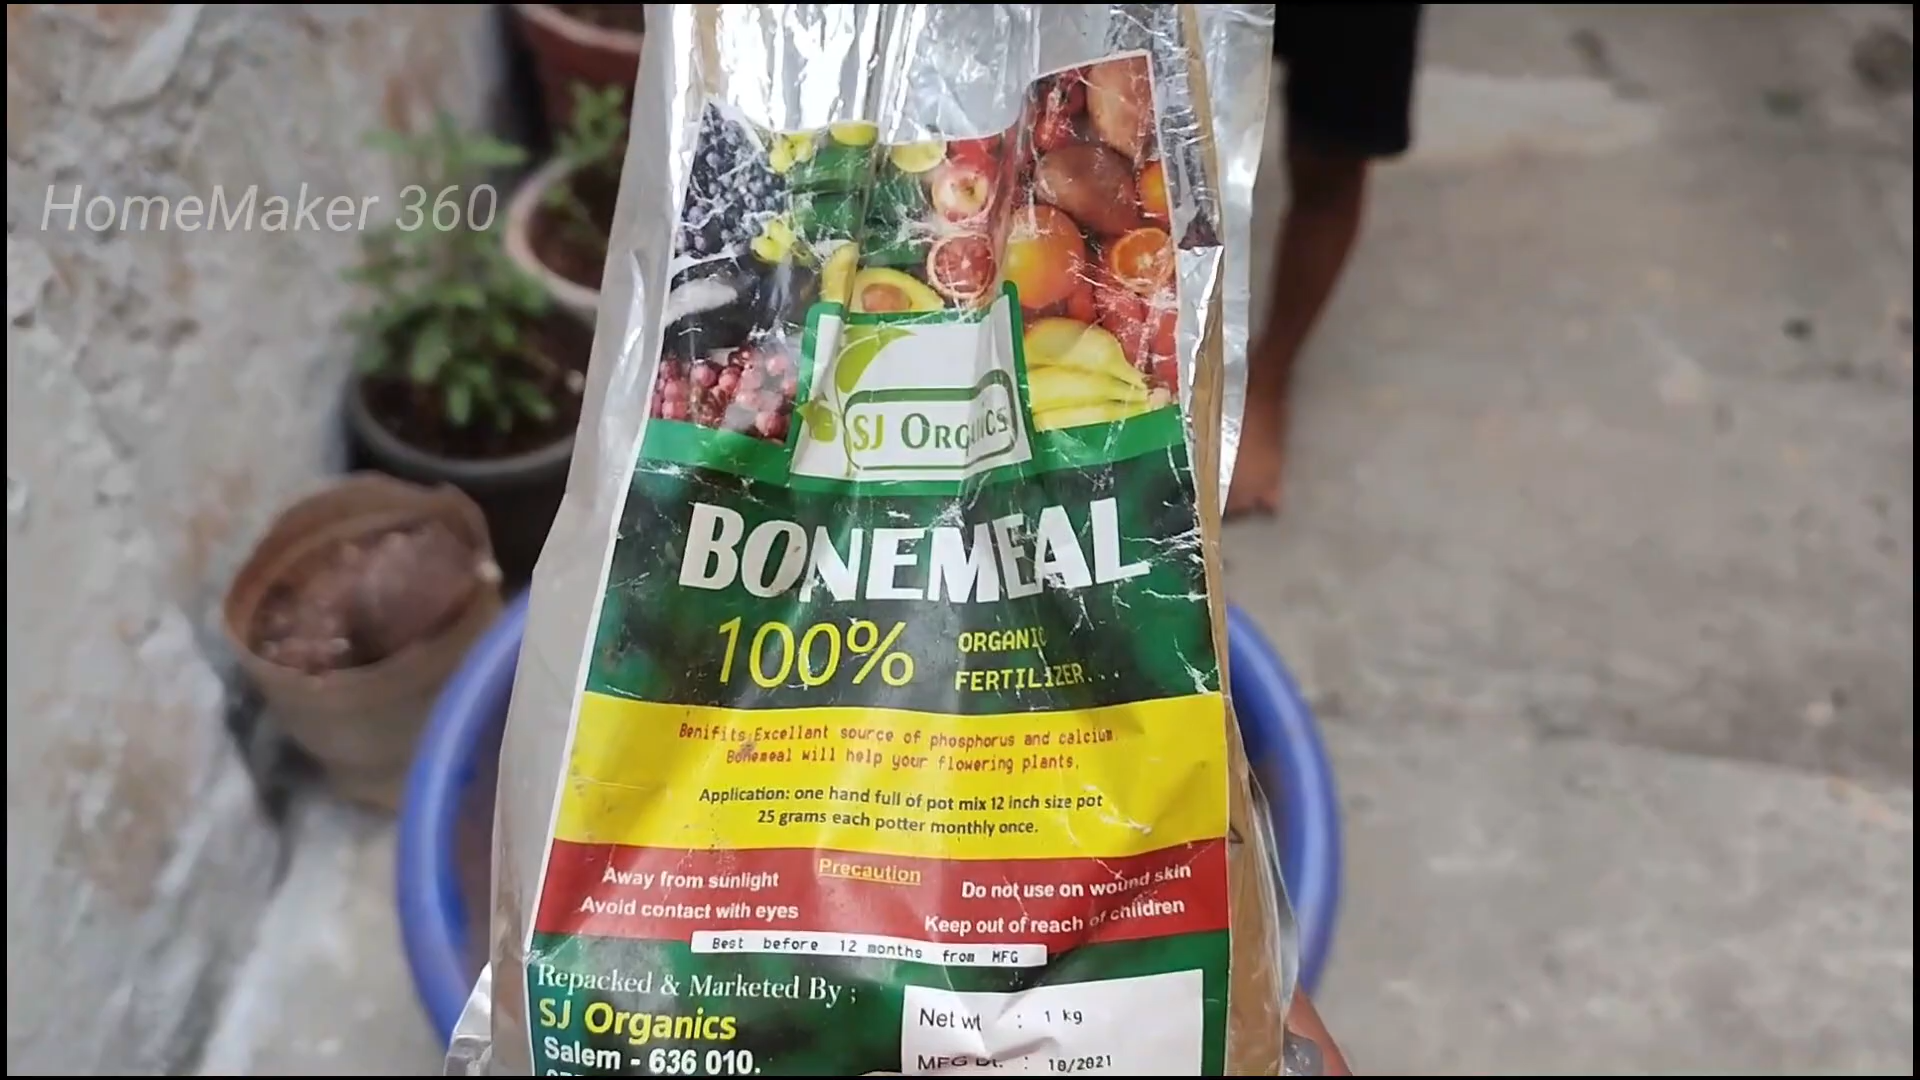 HomeMaker 360
SJ ORGANICS
BONEMEAL
100%
ORGANIC
FERTILIZER...
Benifits:Excellant source of phosphorus and calcium.
Bonemeal will help your flowering plants.
Application: one hand full of pot mix 12 inch size pot
25 grams each potter monthly once.
Precaution
Away from sunlight
Do not use on wound skin
Avoid contact with eyes
Keep out of reach of children
Best before 12 months from MFG
Repacked & Marketed By ;
SJ Organics
Salem - 636 010.
Net wt : 1 kg
MFG Dt. : 10/2021